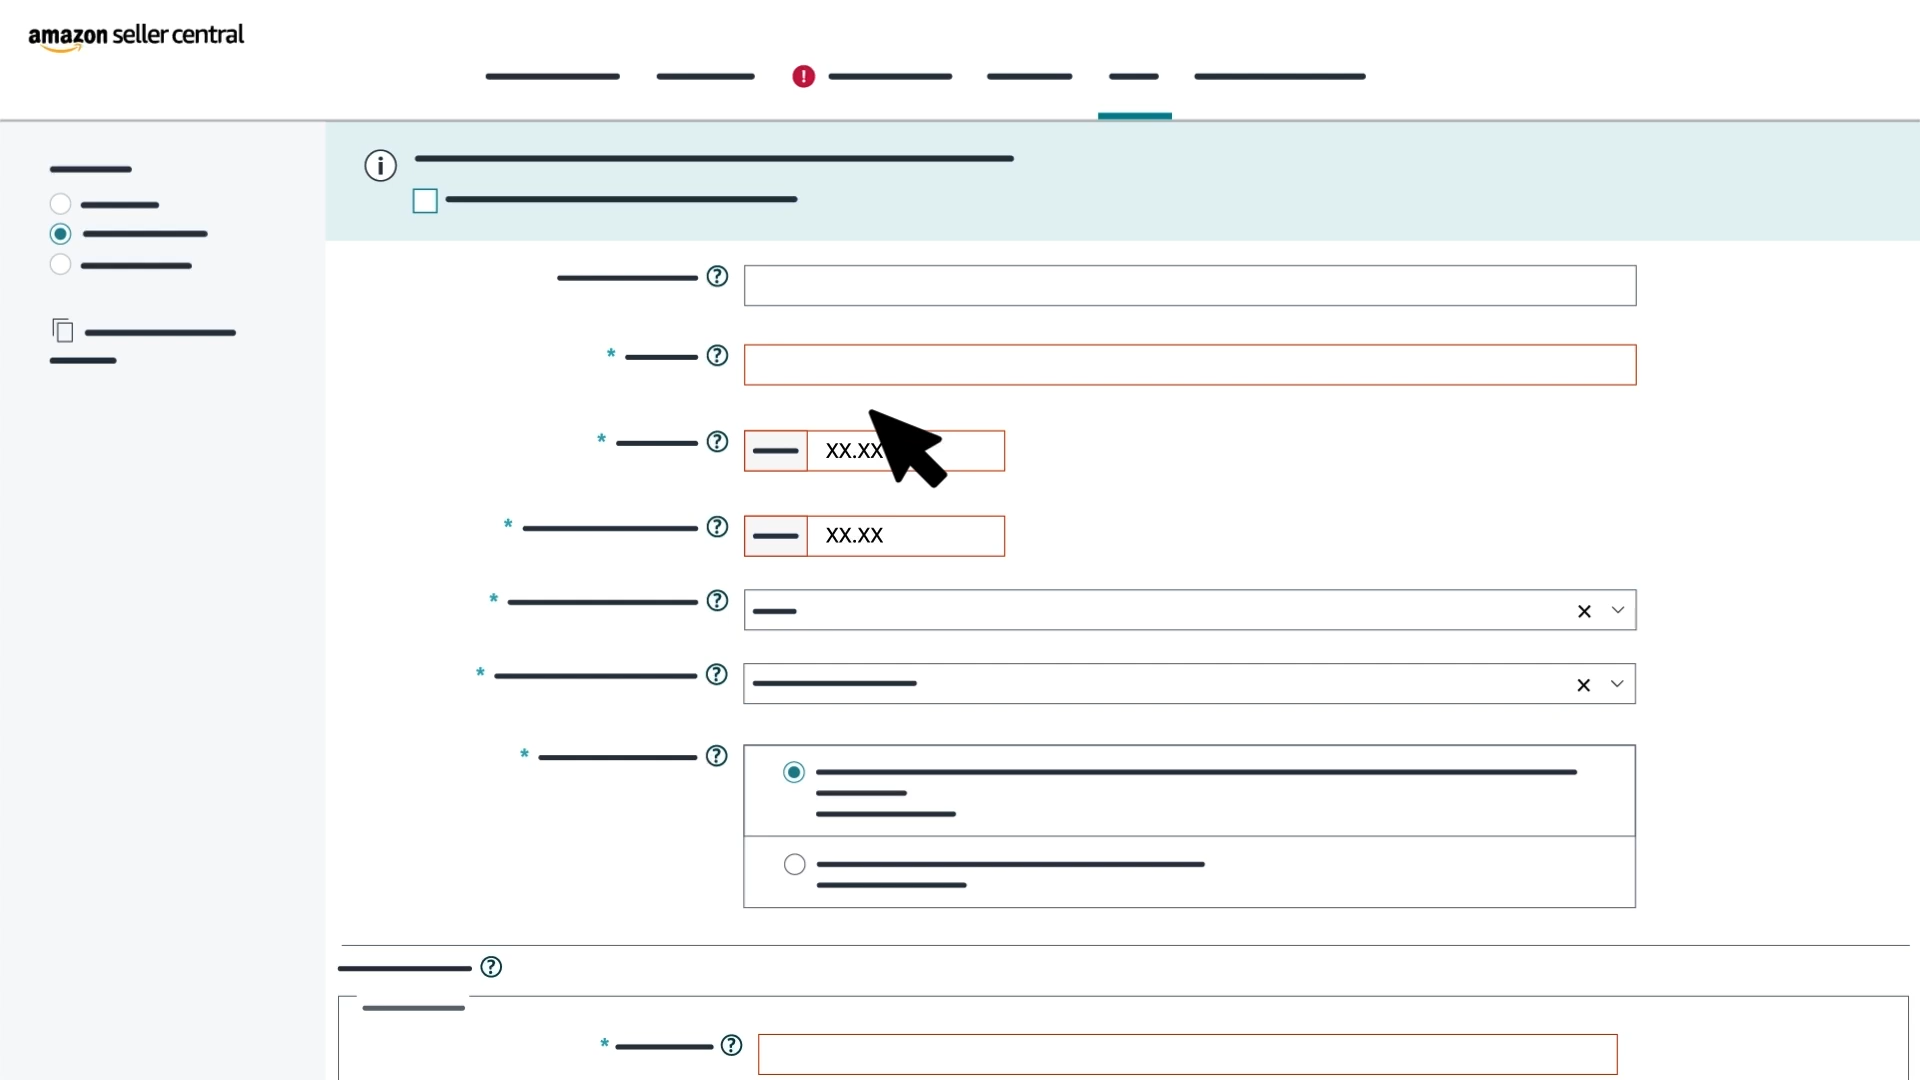 amazon seller central
!
i
?
* ?
* ? XX.XX
* ? XX.XX
* ?
* ?
* ?
?
* ?